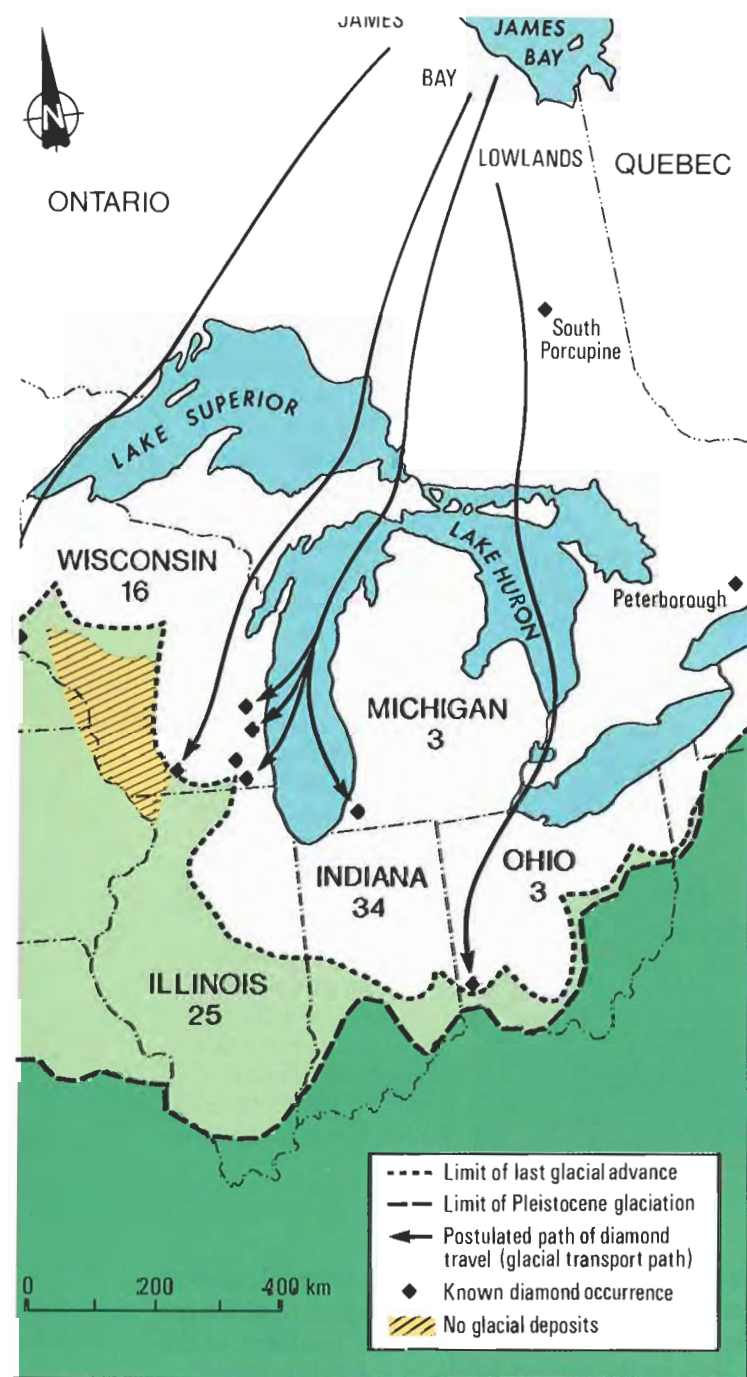 JAMES
JAMES
BAY
BAY
N
LOWLANDS
QUEBEC
ONTARIO
South
Porcupine
LAKE SUPERIOR
WISCONSIN
16
LAKE HURON
Peterborough
MICHIGAN
3
INDIANA
34
OHIO
3
ILLINOIS
25
Limit of last glacial advance
Limit of Pleistocene glaciation
Postulated path of diamond
travel (glacial transport path)
Known diamond occurrence
No glacial deposits
0 200 400 km